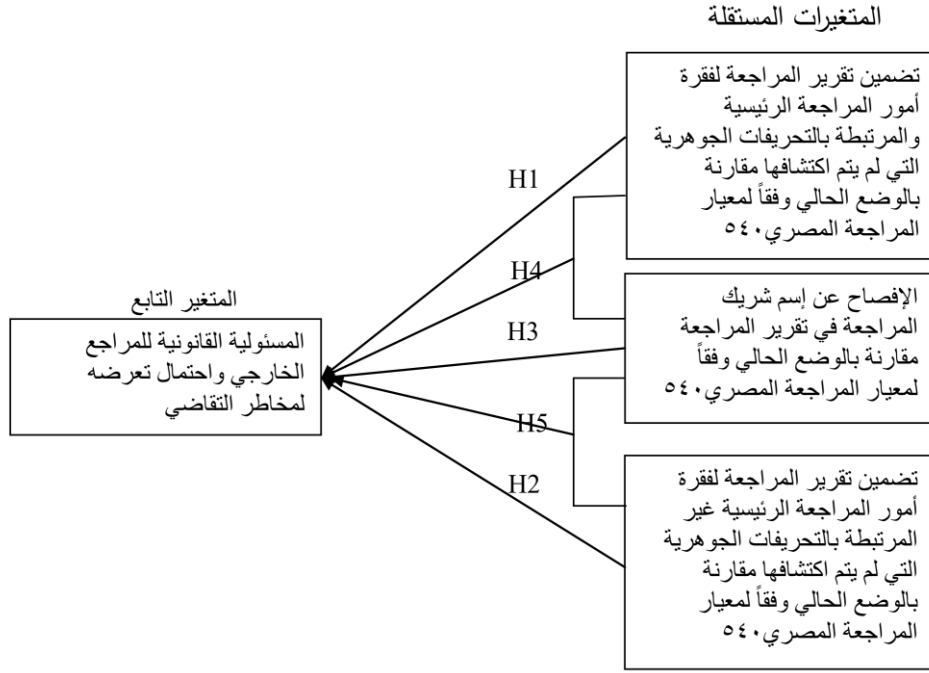 المتغيرات المستقلة
تضمين تقرير المراجعة لفقرة
أمور المراجعة الرئيسية
والمرتبطة بالتحريفات الجوهرية
التي لم يتم اكتشافها مقارنة
بالوضع الحالي وفقاً لمعيار
المراجعة المصري٥٤٠
H1
H4
الإفصاح عن إسم شريك
المراجعة في تقرير المراجعة
مقارنة بالوضع الحالي وفقاً
لمعيار المراجعة المصري٥٤٠
H3
المتغير التابع
المسئولية القانونية للمراجع
الخارجي واحتمال تعرضه
لمخاطر التقاضي
H5
H2
تضمين تقرير المراجعة لفقرة
أمور المراجعة الرئيسية غير
المرتبطة بالتحريفات الجوهرية
التي لم يتم اكتشافها مقارنة
بالوضع الحالي وفقاً لمعيار
المراجعة المصري٥٤٠